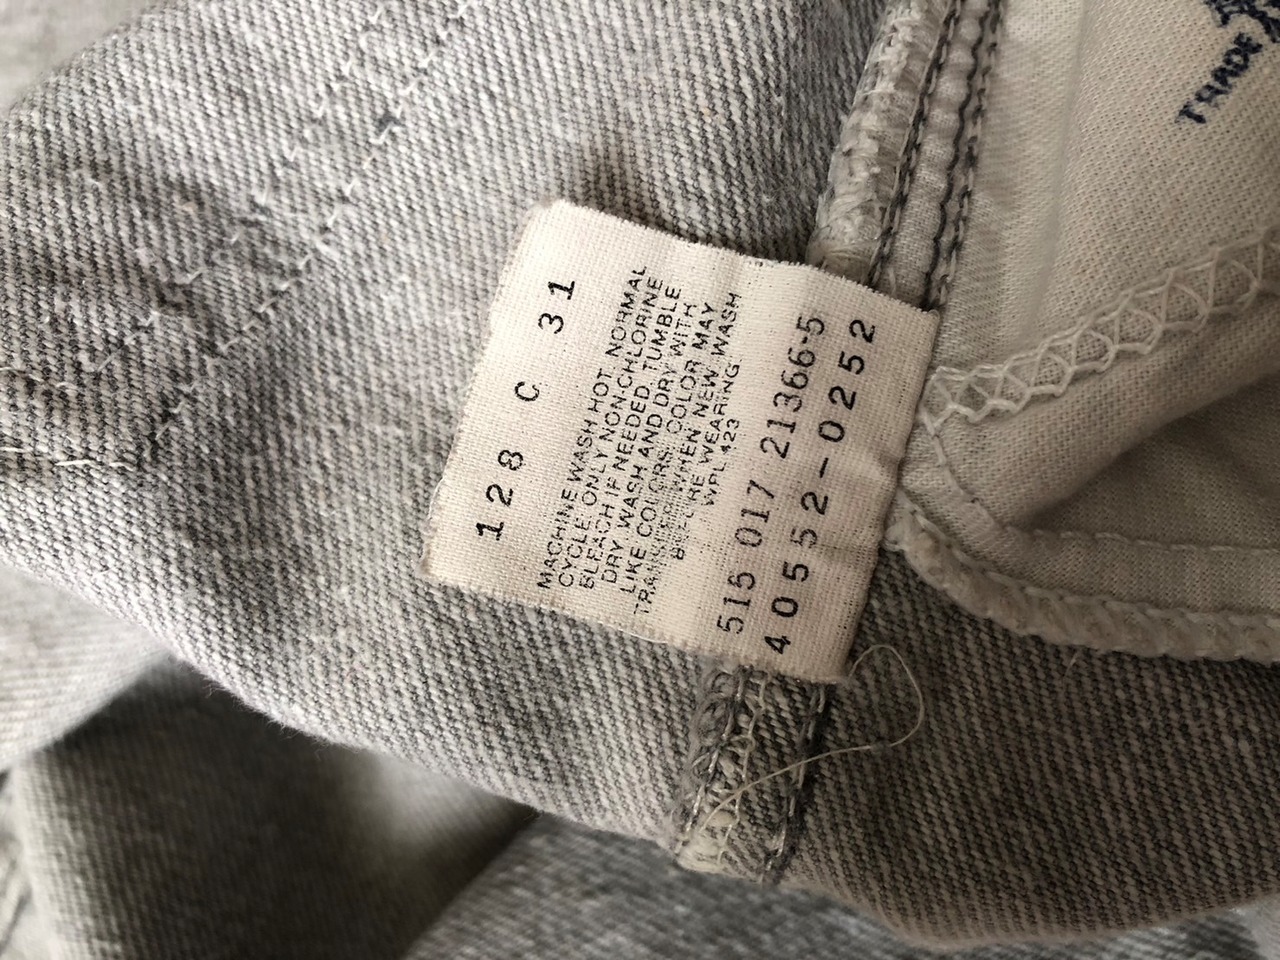 128 C 31
MACHINE WASH HOT NORMAL
CYCLE ONLY NON-CHLORINE
BLEACH IF NEEDED TUMBLE
DRY WASH AND DRY WITH
LIKE COLORS. COLOR MAY
TRANSFER WHEN NEW WASH
BEFORE WEARING
WPL 423
515 017 21366-5
40552-0252
TRADE